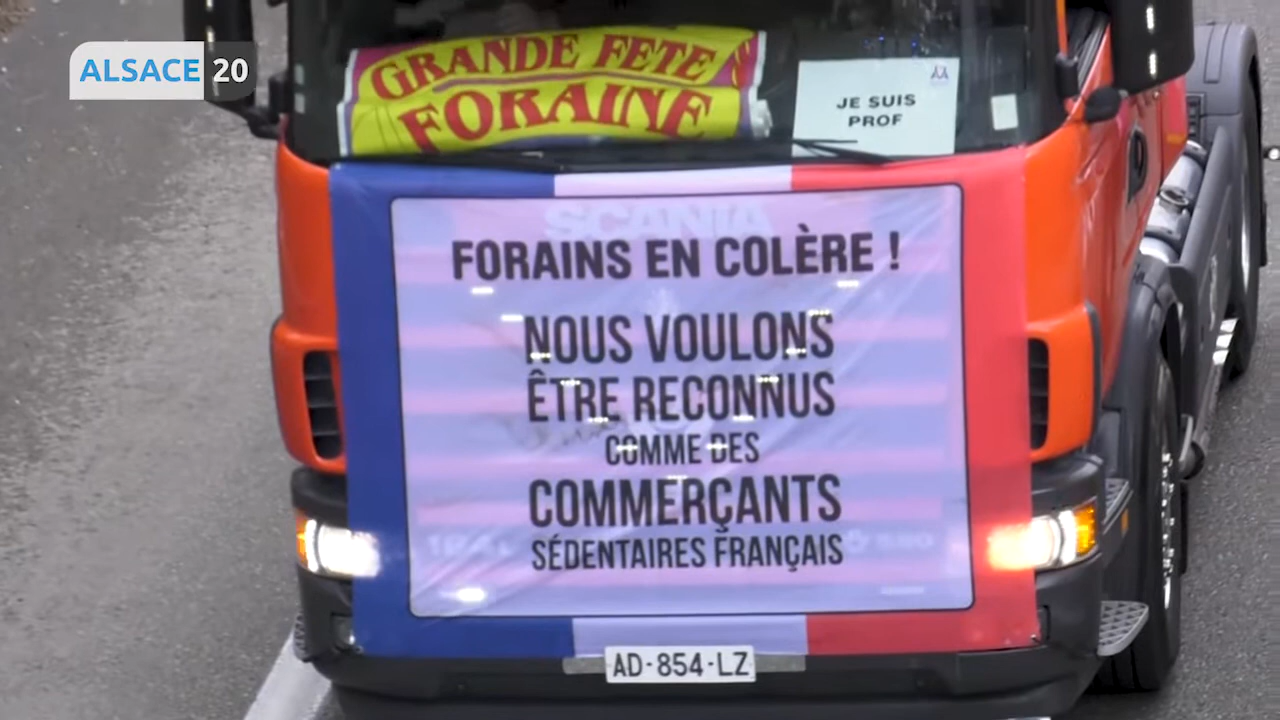 ALSACE 20
GRANDE FETE
FORAINE
JE SUIS
PROF
SCANIA
FORAINS EN COLÈRE !
NOUS VOULONS
ÊTRE RECONNUS
COMME DES
COMMERÇANTS
SÉDENTAIRES FRANÇAIS
AD-854-LZ